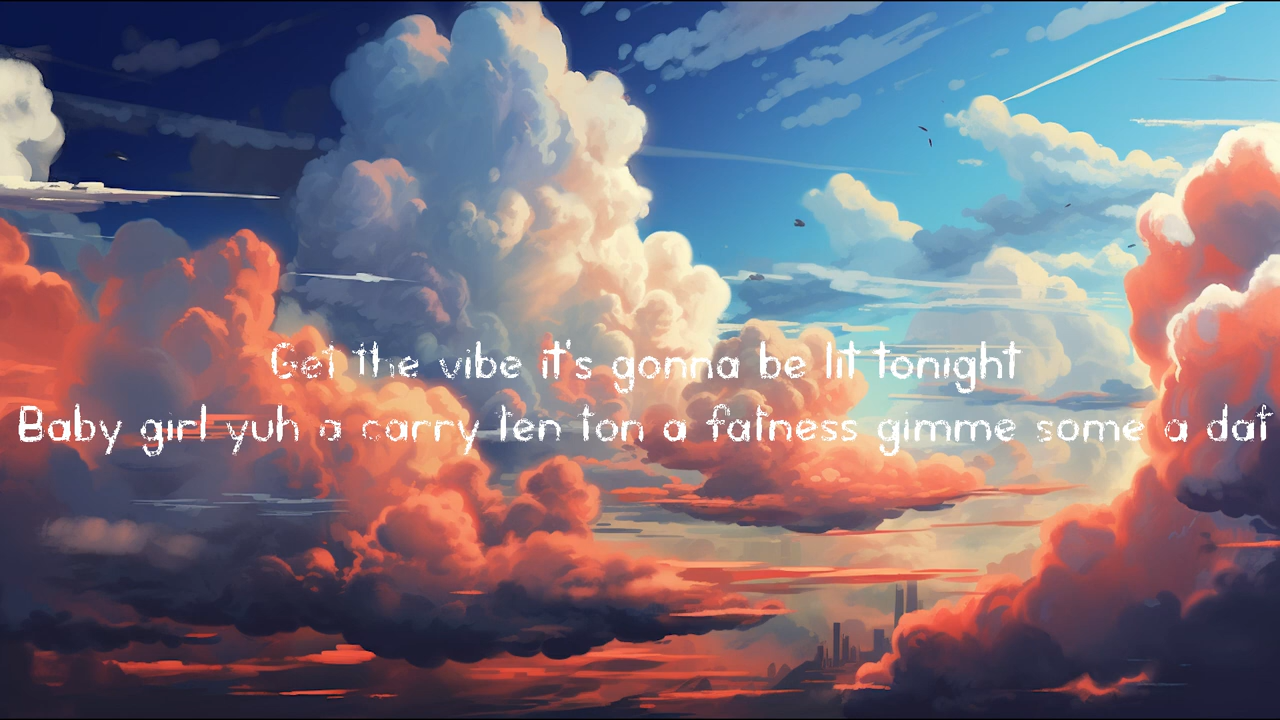 Get the vibe it's gonna be lit tonight
Baby girl yuh a carry ten ton a fatness gimme some a dat